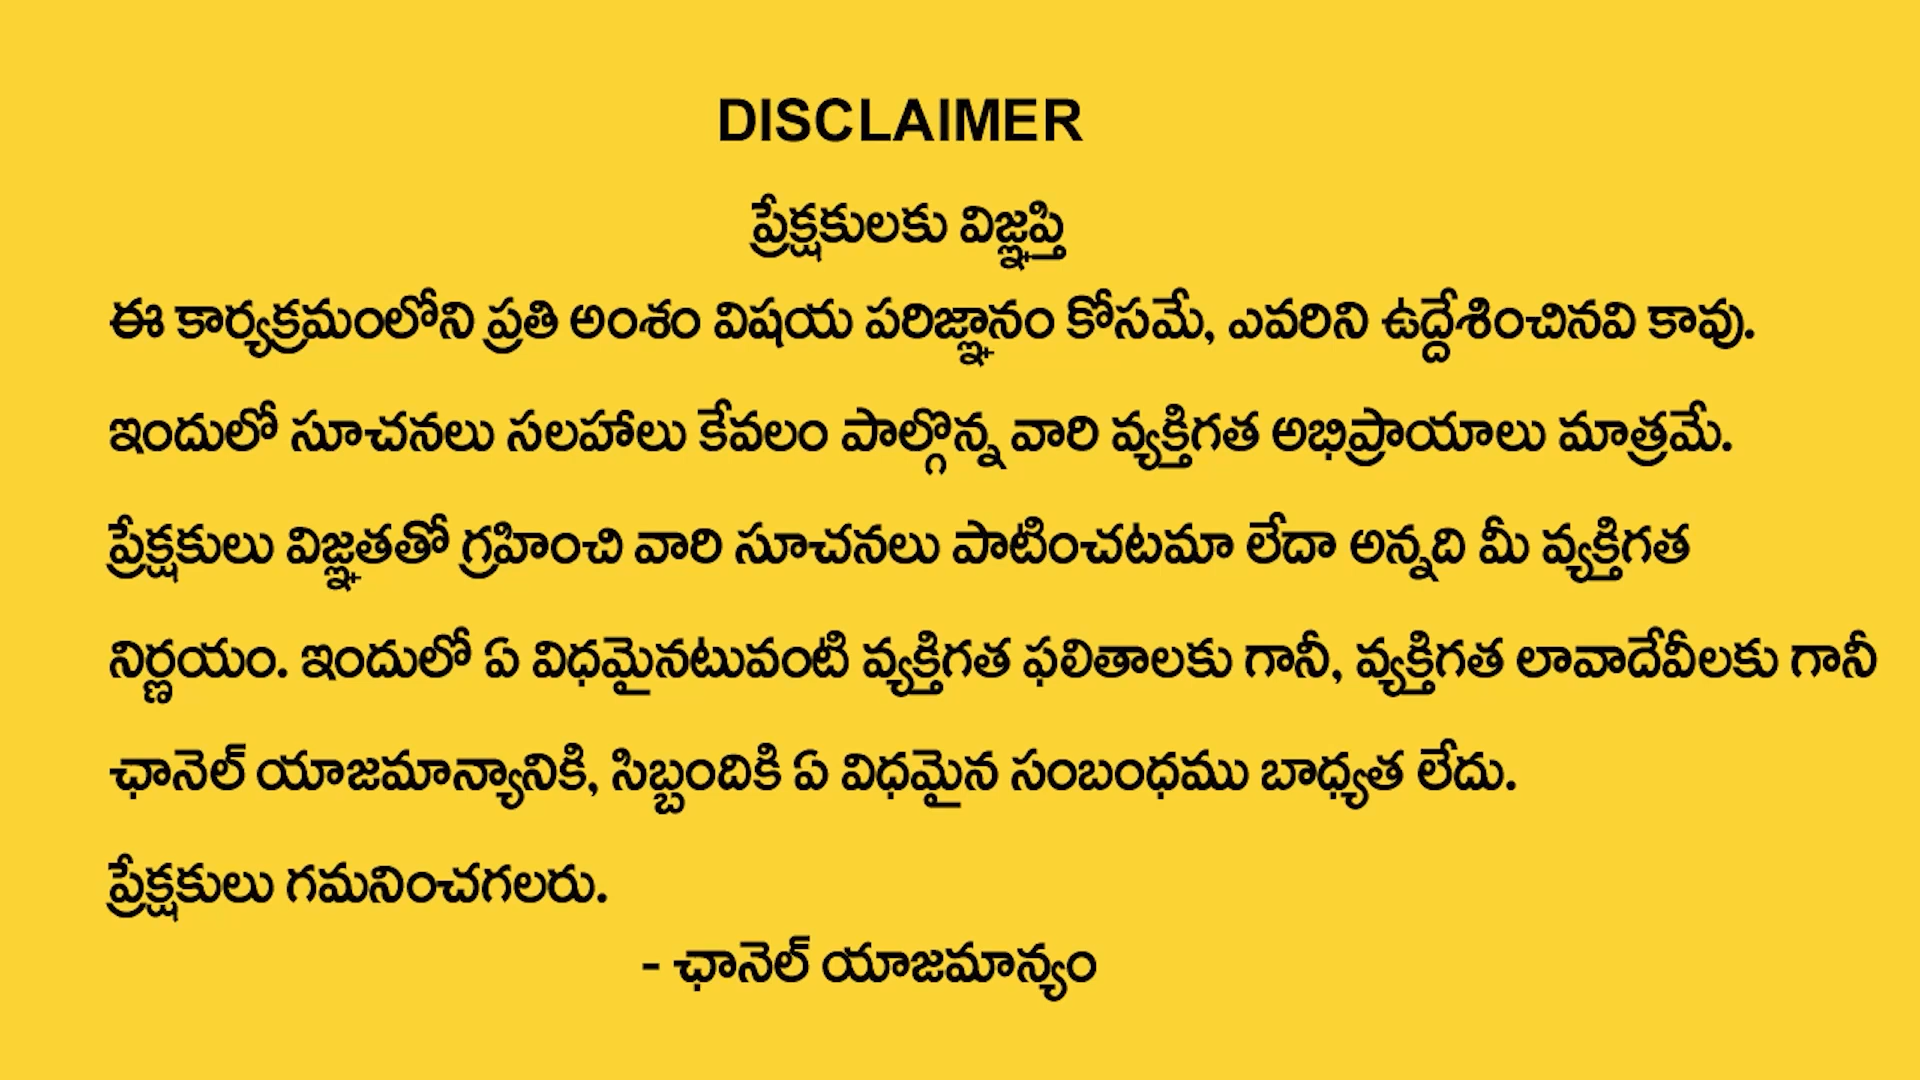 DISCLAIMER
ప్రేక్షకులకు విజ్ఞప్తి
ఈ కార్యక్రమంలోని ప్రతి అంశం విషయ పరిజ్ఞానం కోసమే, ఎవరిని ఉద్దేశించినవి కావు.
ఇందులో సూచనలు సలహాలు కేవలం పాల్గొన్న వారి వ్యక్తిగత అభిప్రాయాలు మాత్రమే.
ప్రేక్షకులు విజ్ఞతతో గ్రహించి వారి సూచనలు పాటించటమా లేదా అన్నది మీ వ్యక్తిగత
నిర్ణయం. ఇందులో ఏ విధమైనటువంటి వ్యక్తిగత ఫలితాలకు గానీ, వ్యక్తిగత లావాదేవీలకు గానీ
ఛానెల్ యాజమాన్యానికి, సిబ్బందికి ఏ విధమైన సంబంధము బాధ్యత లేదు.
ప్రేక్షకులు గమనించగలరు.
- ఛానెల్ యాజమాన్యం